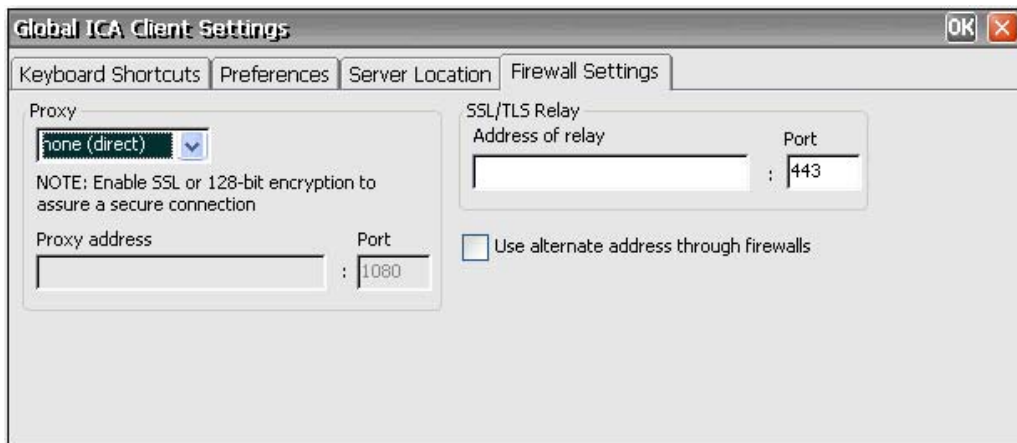 Global ICA Client Settings
OK
Keyboard Shortcuts
Preferences
Server Location
Firewall Settings
Proxy
none (direct)
NOTE: Enable SSL or 128-bit encryption to
assure a secure connection
Proxy address Port
: 1080
SSL/TLS Relay
Address of relay Port
: 443
Use alternate address through firewalls